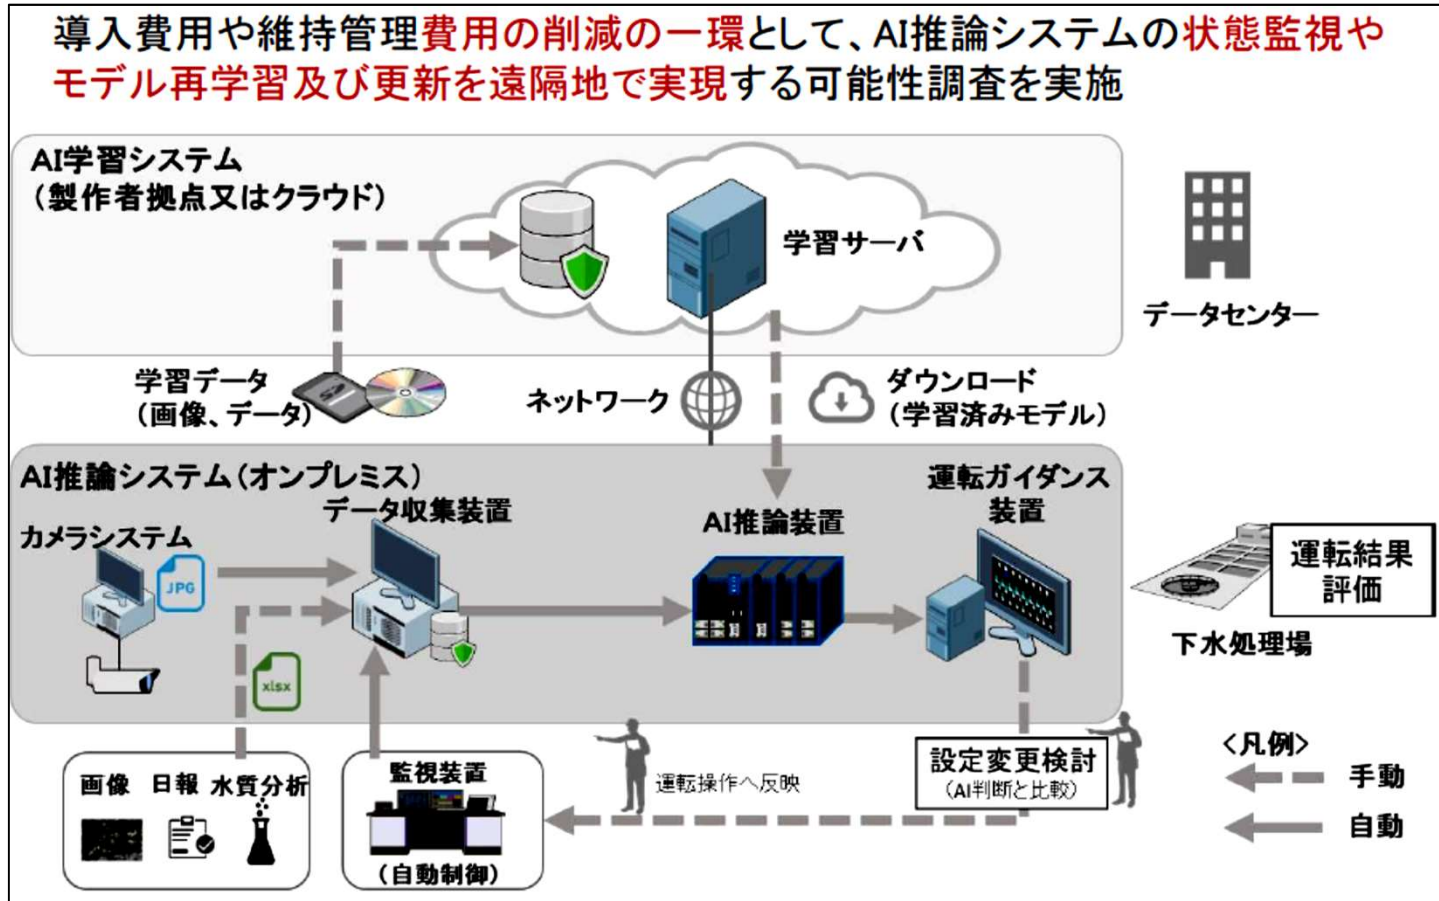 導入費用や維持管理費用の削減の一環として、AI推論システムの状態監視や
モデル再学習及び更新を遠隔地で実現する可能性調査を実施
AI学習システム
(製作者拠点又はクラウド)
学習サーバ
データセンター
学習データ
(画像、データ)
ネットワーク
ダウンロード
(学習済みモデル)
AI推論システム(オンプレミス)
データ収集装置
カメラシステム
JPG
xlsx
AI推論装置
運転ガイダンス
装置
運転結果
評価
下水処理場
画像
日報
水質分析
監視装置
(自動制御)
運転操作へ反映
設定変更検討
(AI判断と比較)
<凡例>
手動
自動